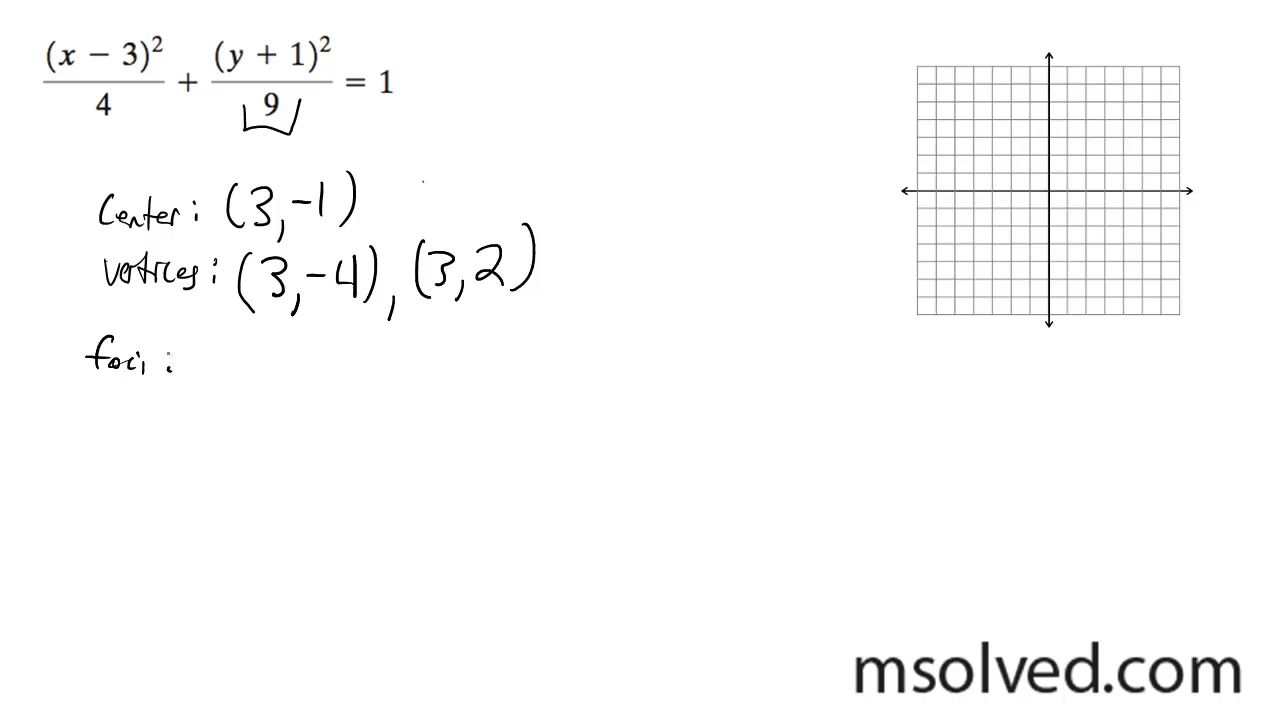 (x − 3)²/4 + (y + 1)²/9 = 1
Center: (3,-1)
vertices: (3,-4), (3,2)
foci:
msolved.com